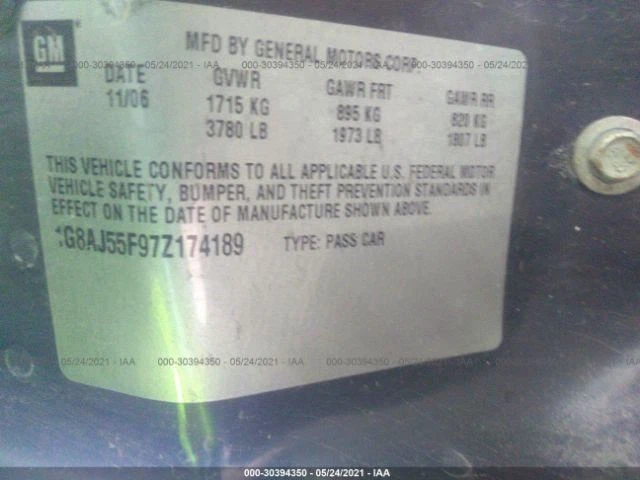 GM
MFD BY GENERAL MOTORS CORP.
DATE GVWR GAWR FRT GAWR RR
11/06 1715 KG 895 KG 820 KG
3780 LB 1973 LB 1807 LB
THIS VEHICLE CONFORMS TO ALL APPLICABLE U.S. FEDERAL MOTOR
VEHICLE SAFETY, BUMPER, AND THEFT PREVENTION STANDARDS IN
EFFECT ON THE DATE OF MANUFACTURE SHOWN ABOVE.
1G8AJ55F97Z174189 TYPE: PASS CAR
000-30394350 - 05/24/2021 - IAA